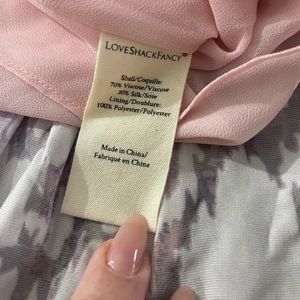 LOVESHACKFANCY
Shell/Coquille:
70% Viscose/Viscose
30% Silk/Soie
Lining/Doublure:
100% Polyester/Polyester
Made in China/
Fabriqué en Chine